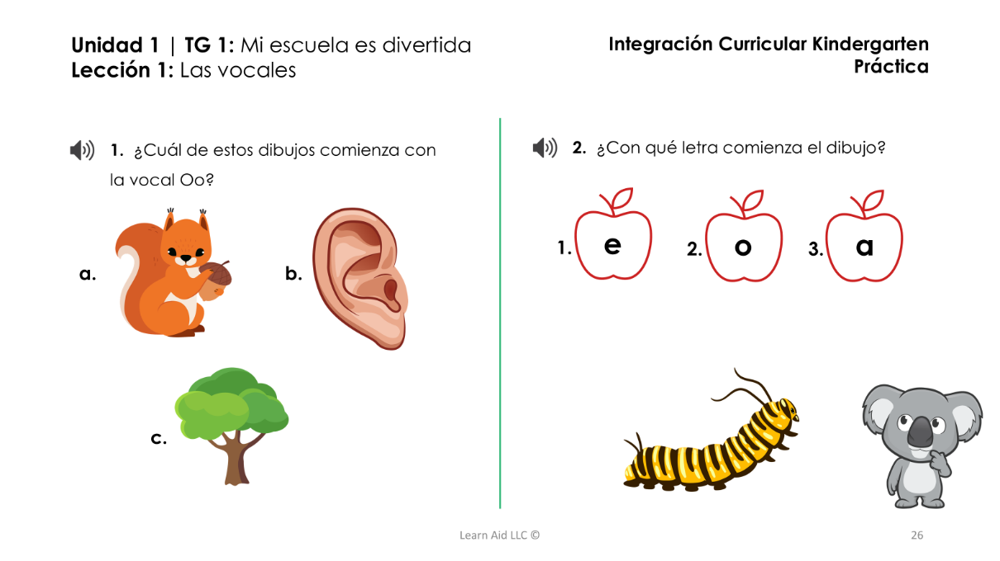 Unidad 1 | TG 1: Mi escuela es divertida
Lección 1: Las vocales
Integración Curricular Kindergarten
Práctica
1. ¿Cuál de estos dibujos comienza con
la vocal Oo?
a.
b.
c.
2. ¿Con qué letra comienza el dibujo?
1. e
2. o
3. a
Learn Aid LLC ©
26